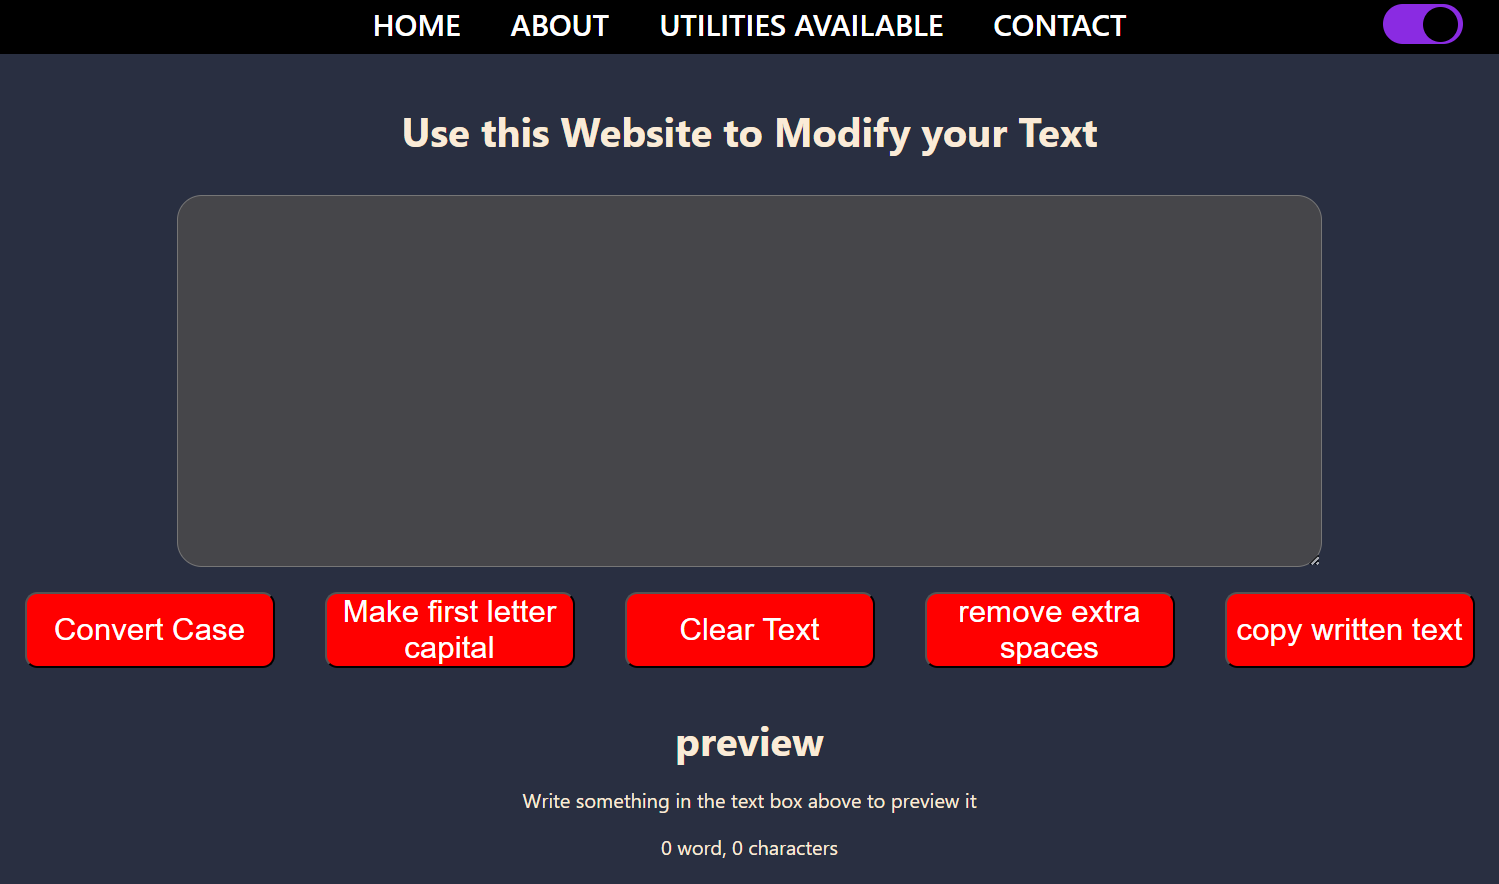 HOME ABOUT UTILITIES AVAILABLE CONTACT
Use this Website to Modify your Text
Convert Case
Make first letter
capital
Clear Text
remove extra
spaces
copy written text
preview
Write something in the text box above to preview it
0 word, 0 characters